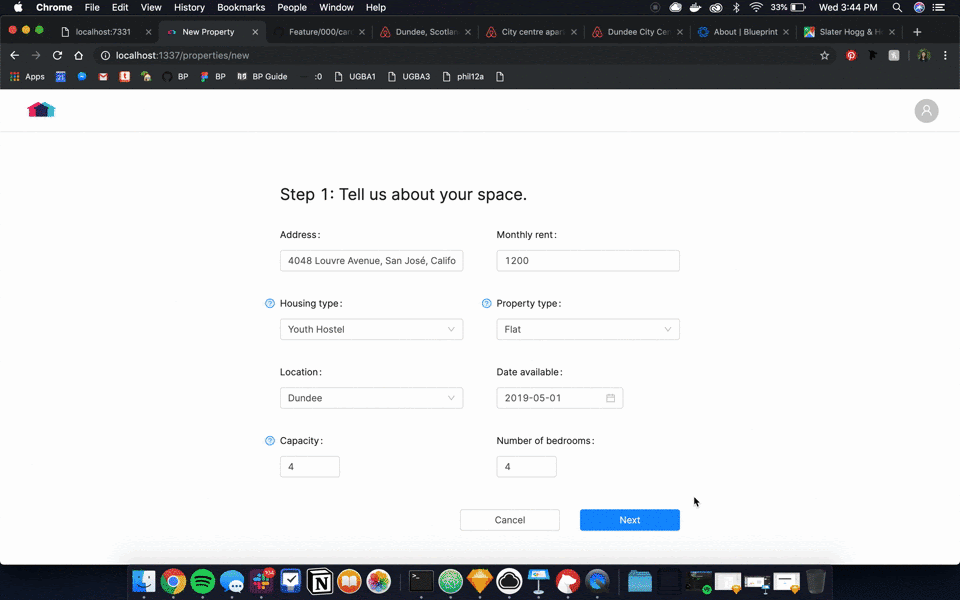 Chrome File Edit View History Bookmarks People Window Help 33% Wed 3:44 PM
localhost:7331 New Property Feature/000/car Dundee, Scotlan City centre apar Dundee City Ce About | Blueprint Slater Hogg & H
localhost:1337/properties/new
Apps 21 BP BP BP Guide :0 UGBA1 UGBA3 phil12a
Step 1: Tell us about your space.
Address: Monthly rent:
4048 Louvre Avenue, San José, Califo 1200
Housing type: Property type:
Youth Hostel Flat
Location: Date available:
Dundee 2019-05-01
Capacity: Number of bedrooms:
4 4
Cancel Next
104